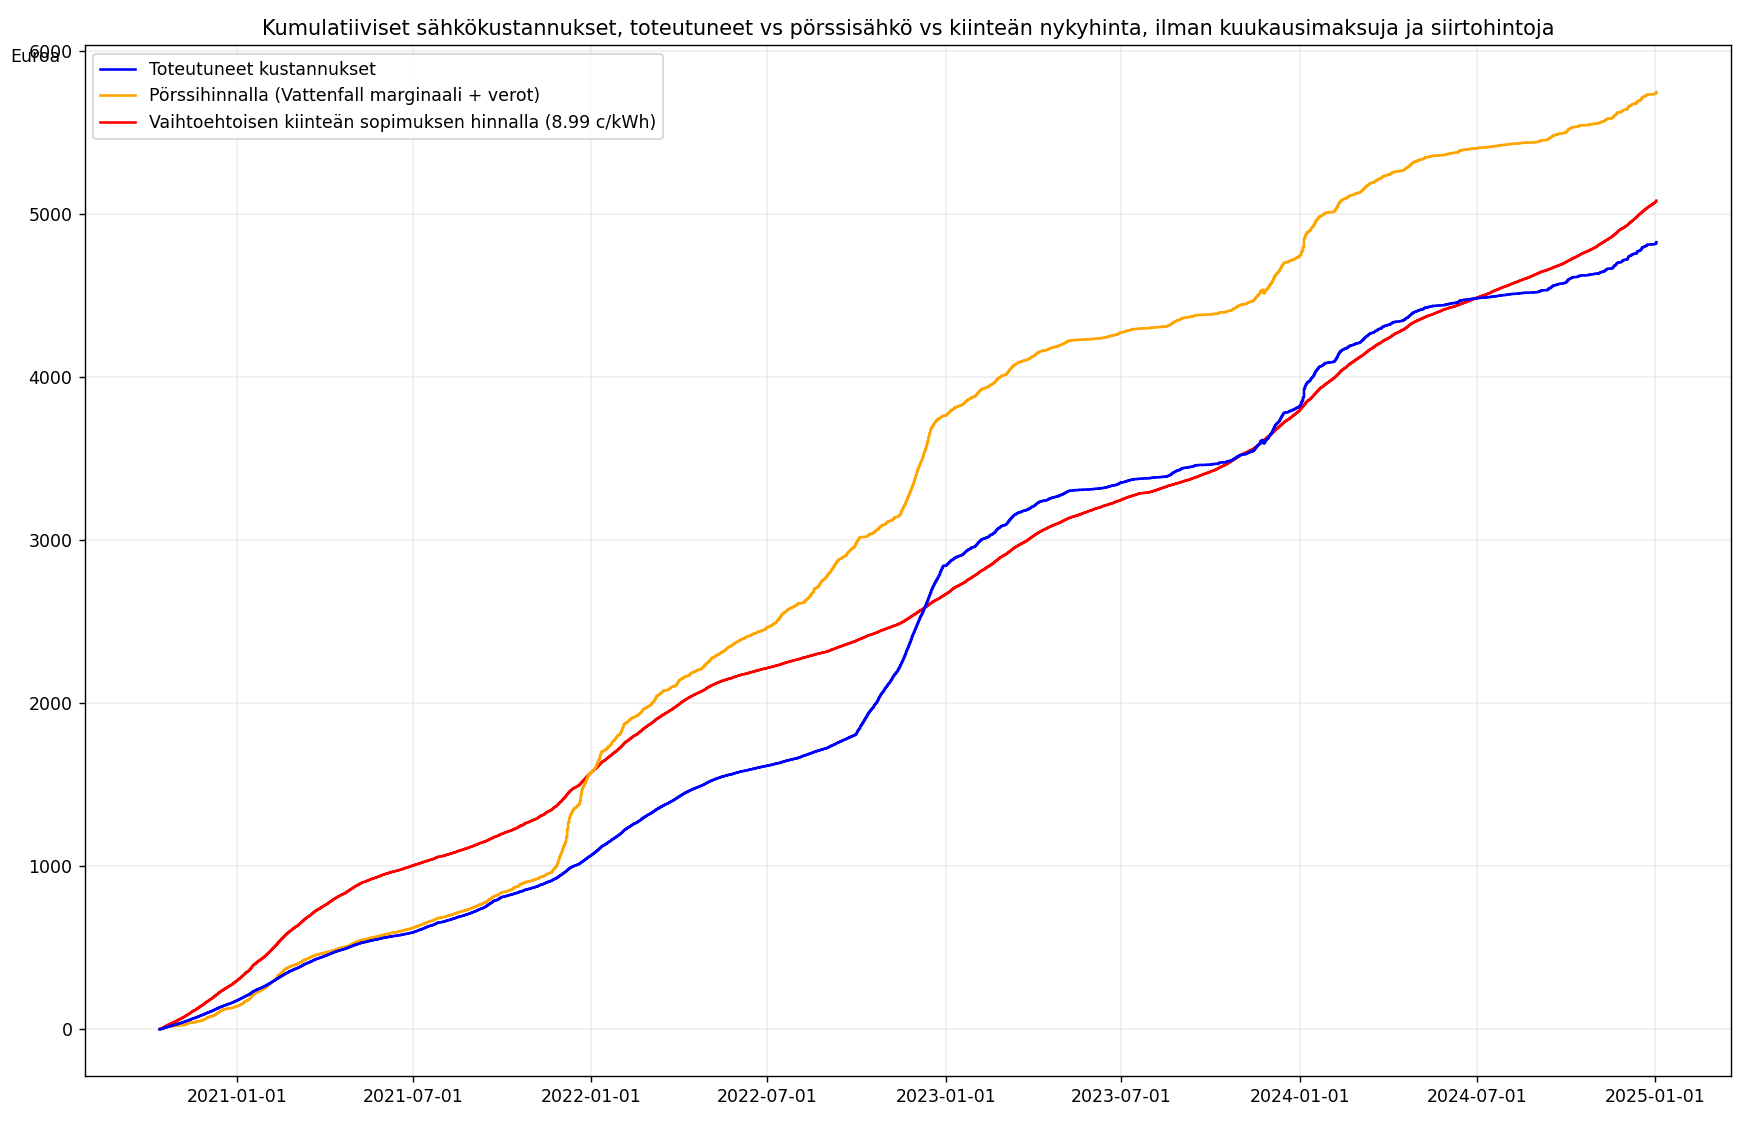 Kumulatiiviset sähkökustannukset, toteutuneet vs pörssisähkö vs kiinteän nykyhinta, ilman kuukausimaksuja ja siirtohintoja
Euroa
6000
Toteutuneet kustannukset
Pörssihinnalla (Vattenfall marginaali + verot)
Vaihtoehtoisen kiinteän sopimuksen hinnalla (8.99 c/kWh)
5000
4000
3000
2000
1000
0
2021-01-01 2021-07-01 2022-01-01 2022-07-01 2023-01-01 2023-07-01 2024-01-01 2024-07-01 2025-01-01